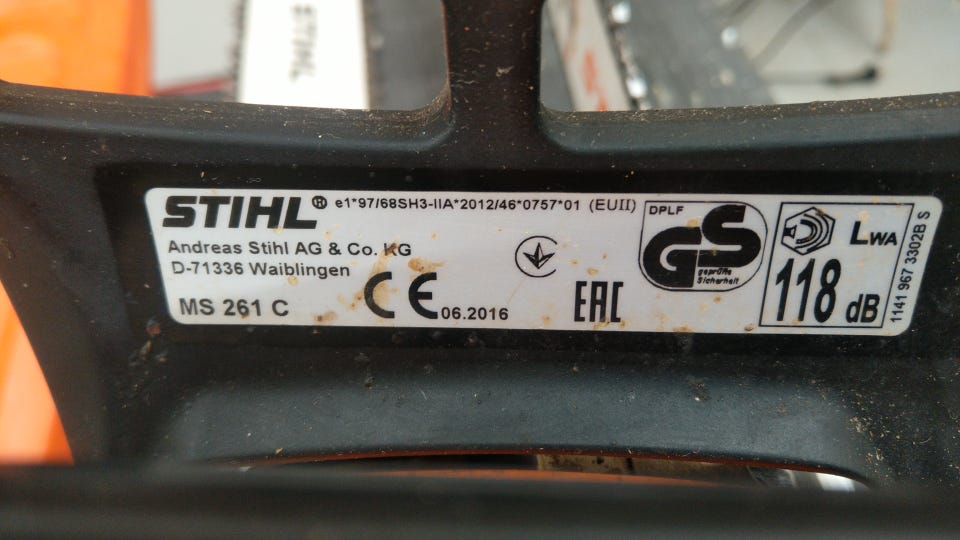 STIHL
STIHL® e1*97/68SH3-IIA*2012/46*0757*01 (EUII)
Andreas Stihl AG & Co. KG
D-71336 Waiblingen
MS 261 C
CE 06.2016
EAC
DPLF
GS
geprüfte
Sicherheit
LWA
118 dB
1141 967 3302B S